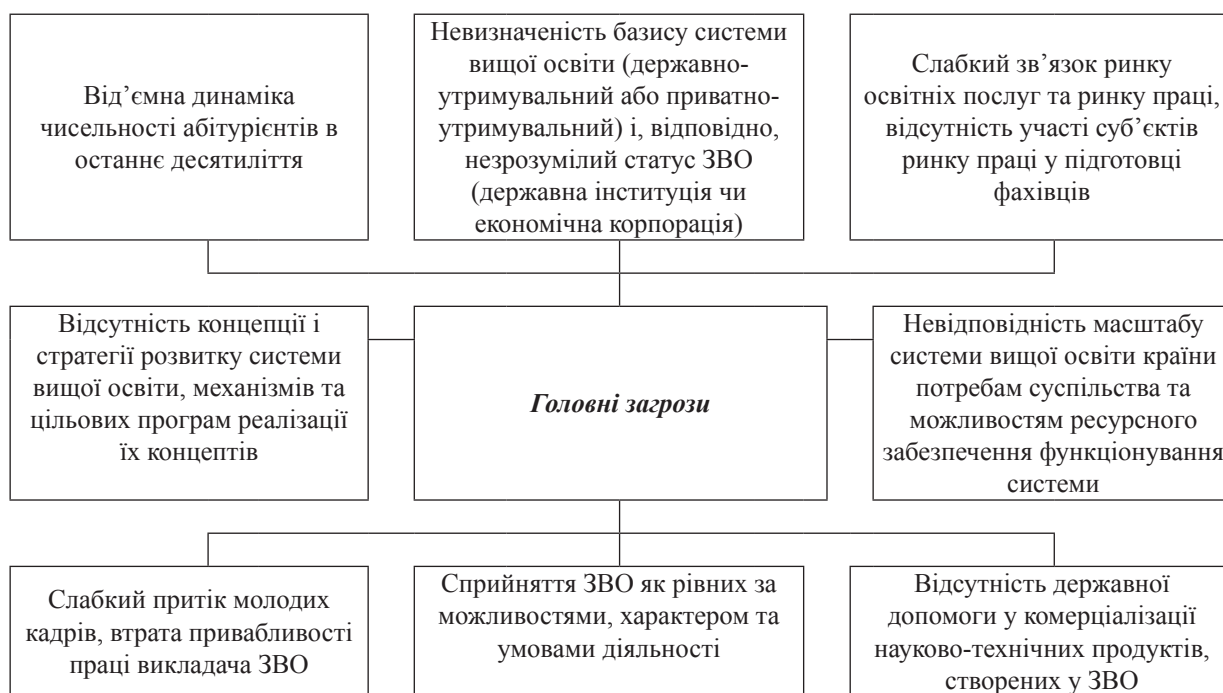 Від’ємна динаміка
чисельності абітурієнтів в
останнє десятиліття
Невизначеність базису системи
вищої освіти (державно-
утримувальний або приватно-
утримувальний) і, відповідно,
незрозумілий статус ЗВО
(державна інституція чи
економічна корпорація)
Слабкий зв’язок ринку
освітніх послуг та ринку праці,
відсутність участі суб’єктів
ринку праці у підготовці
фахівців
Відсутність концепції і
стратегії розвитку системи
вищої освіти, механізмів та
цільових програм реалізації
їх концептів
Головні загрози
Невідповідність масштабу
системи вищої освіти країни
потребам суспільства та
можливостям ресурсного
забезпечення функціонування
системи
Слабкий притік молодих
кадрів, втрата привабливості
праці викладача ЗВО
Сприйняття ЗВО як рівних за
можливостями, характером та
умовами діяльності
Відсутність державної
допомоги у комерціалізації
науково-технічних продуктів,
створених у ЗВО